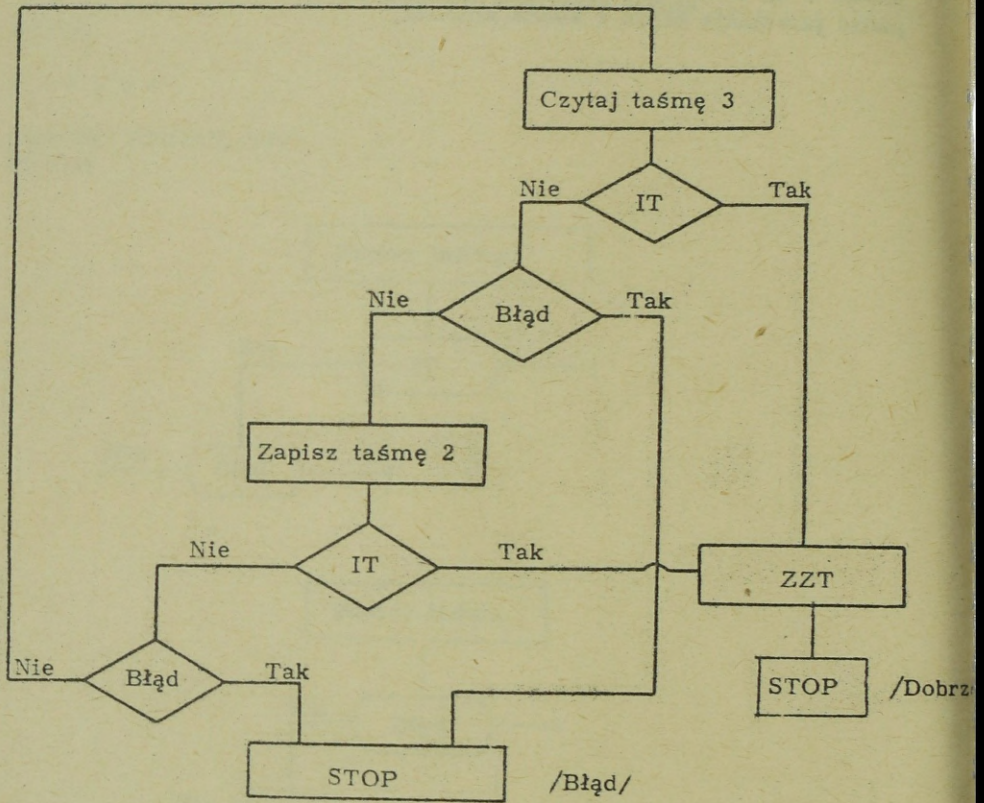 Czytaj taśmę 3
Nie
IT
Tak
Nie
Błąd
Tak
Zapisz taśmę 2
Nie
IT
Tak
ZZT
Nie
Błąd
Tak
STOP
/Dobrz
STOP
/Błąd/